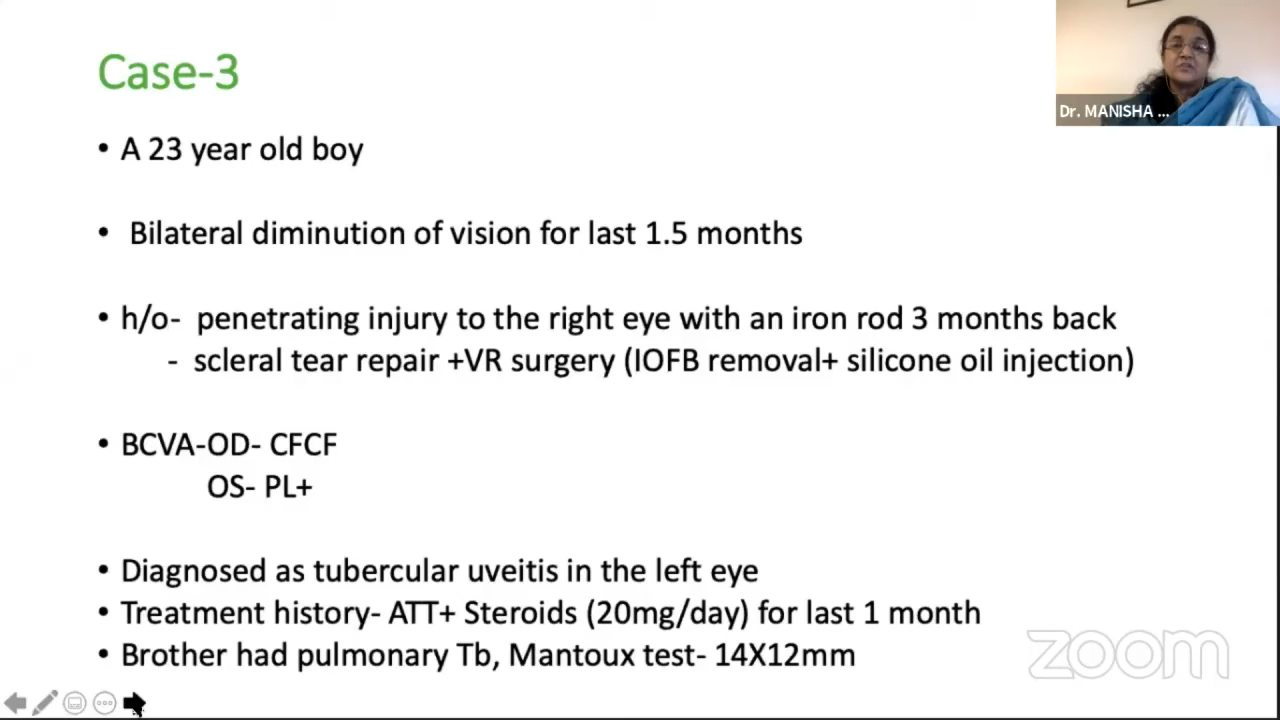 Case-3
Dr. MANISHA ...
• A 23 year old boy
• Bilateral diminution of vision for last 1.5 months
• h/o- penetrating injury to the right eye with an iron rod 3 months back
- scleral tear repair +VR surgery (IOFB removal+ silicone oil injection)
• BCVA-OD- CFCF
OS- PL+
• Diagnosed as tubercular uveitis in the left eye
• Treatment history- ATT+ Steroids (20mg/day) for last 1 month
• Brother had pulmonary Tb, Mantoux test- 14X12mm
zoom